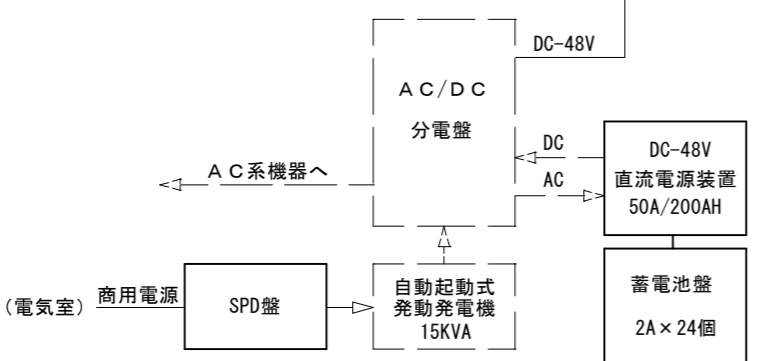 DC-48V
ＡＣ/ＤＣ
分電盤
DC
AC
ＡＣ系機器へ
DC-48V
直流電源装置
50A/200AH
(電気室)
商用電源
SPD盤
自動起動式
発動発電機
15KVA
蓄電池盤
2A×24個